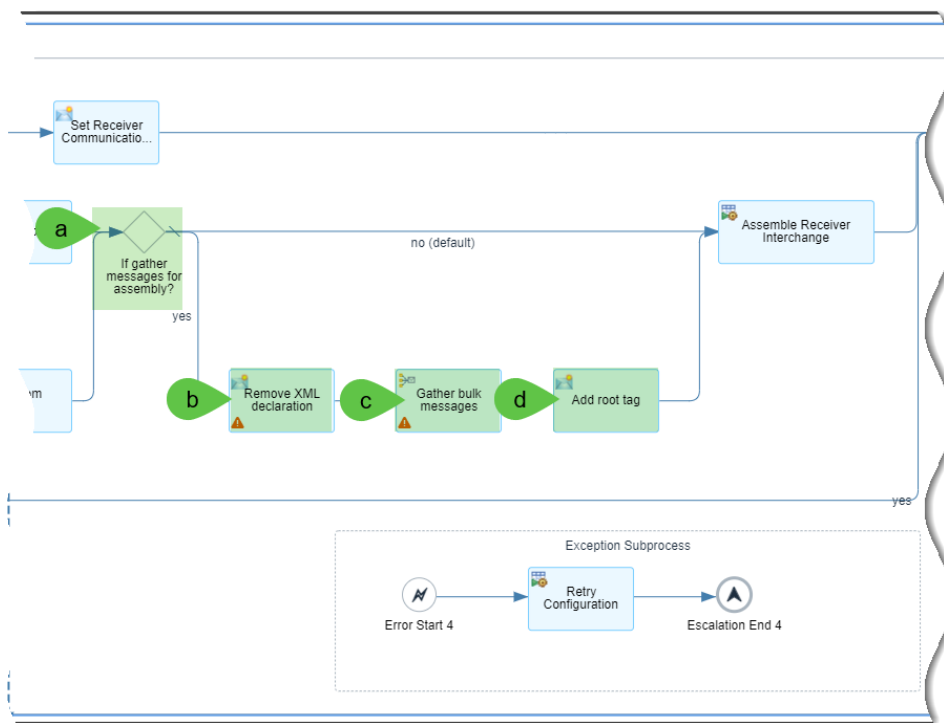 Set Receiver
Communicatio...
a
If gather
messages for
assembly?
no (default)
Assemble Receiver
Interchange
yes
em
b
Remove XML
declaration
c
Gather bulk
messages
d
Add root tag
yes
Exception Subprocess
Error Start 4
Retry
Configuration
Escalation End 4